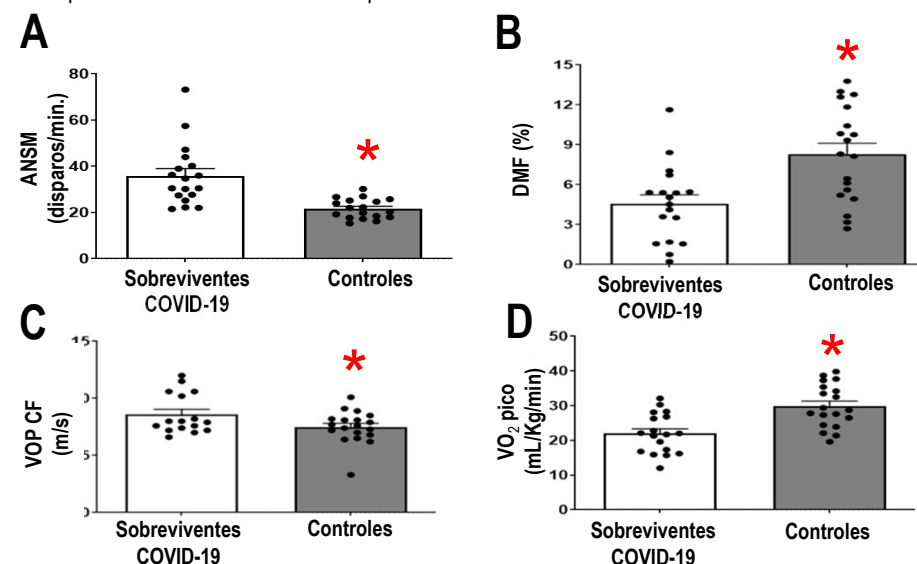 A
ANSM
(disparos/min.)
80
60
40
20
0
*
Sobreviventes
COVID-19
Controles
B
DMF (%)
15
12
9
6
3
0
*
Sobreviventes
COVID-19
Controles
C
VOP CF
(m/s)
5
0
*
Sobreviventes
COVID-19
Controles
D
VO₂ pico
(mL/Kg/min)
50
40
30
20
10
0
*
Sobreviventes
COVID-19
Controles